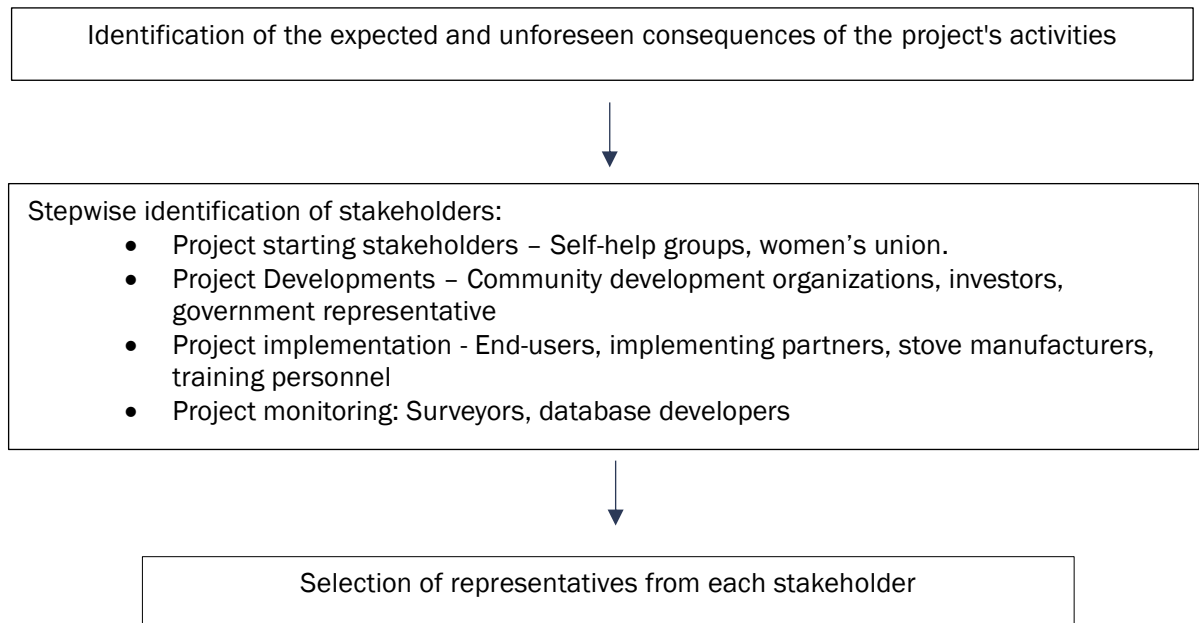 Identification of the expected and unforeseen consequences of the project's activities
Stepwise identification of stakeholders:
• Project starting stakeholders – Self-help groups, women’s union.
• Project Developments – Community development organizations, investors,
government representative
• Project implementation - End-users, implementing partners, stove manufacturers,
training personnel
• Project monitoring: Surveyors, database developers
Selection of representatives from each stakeholder